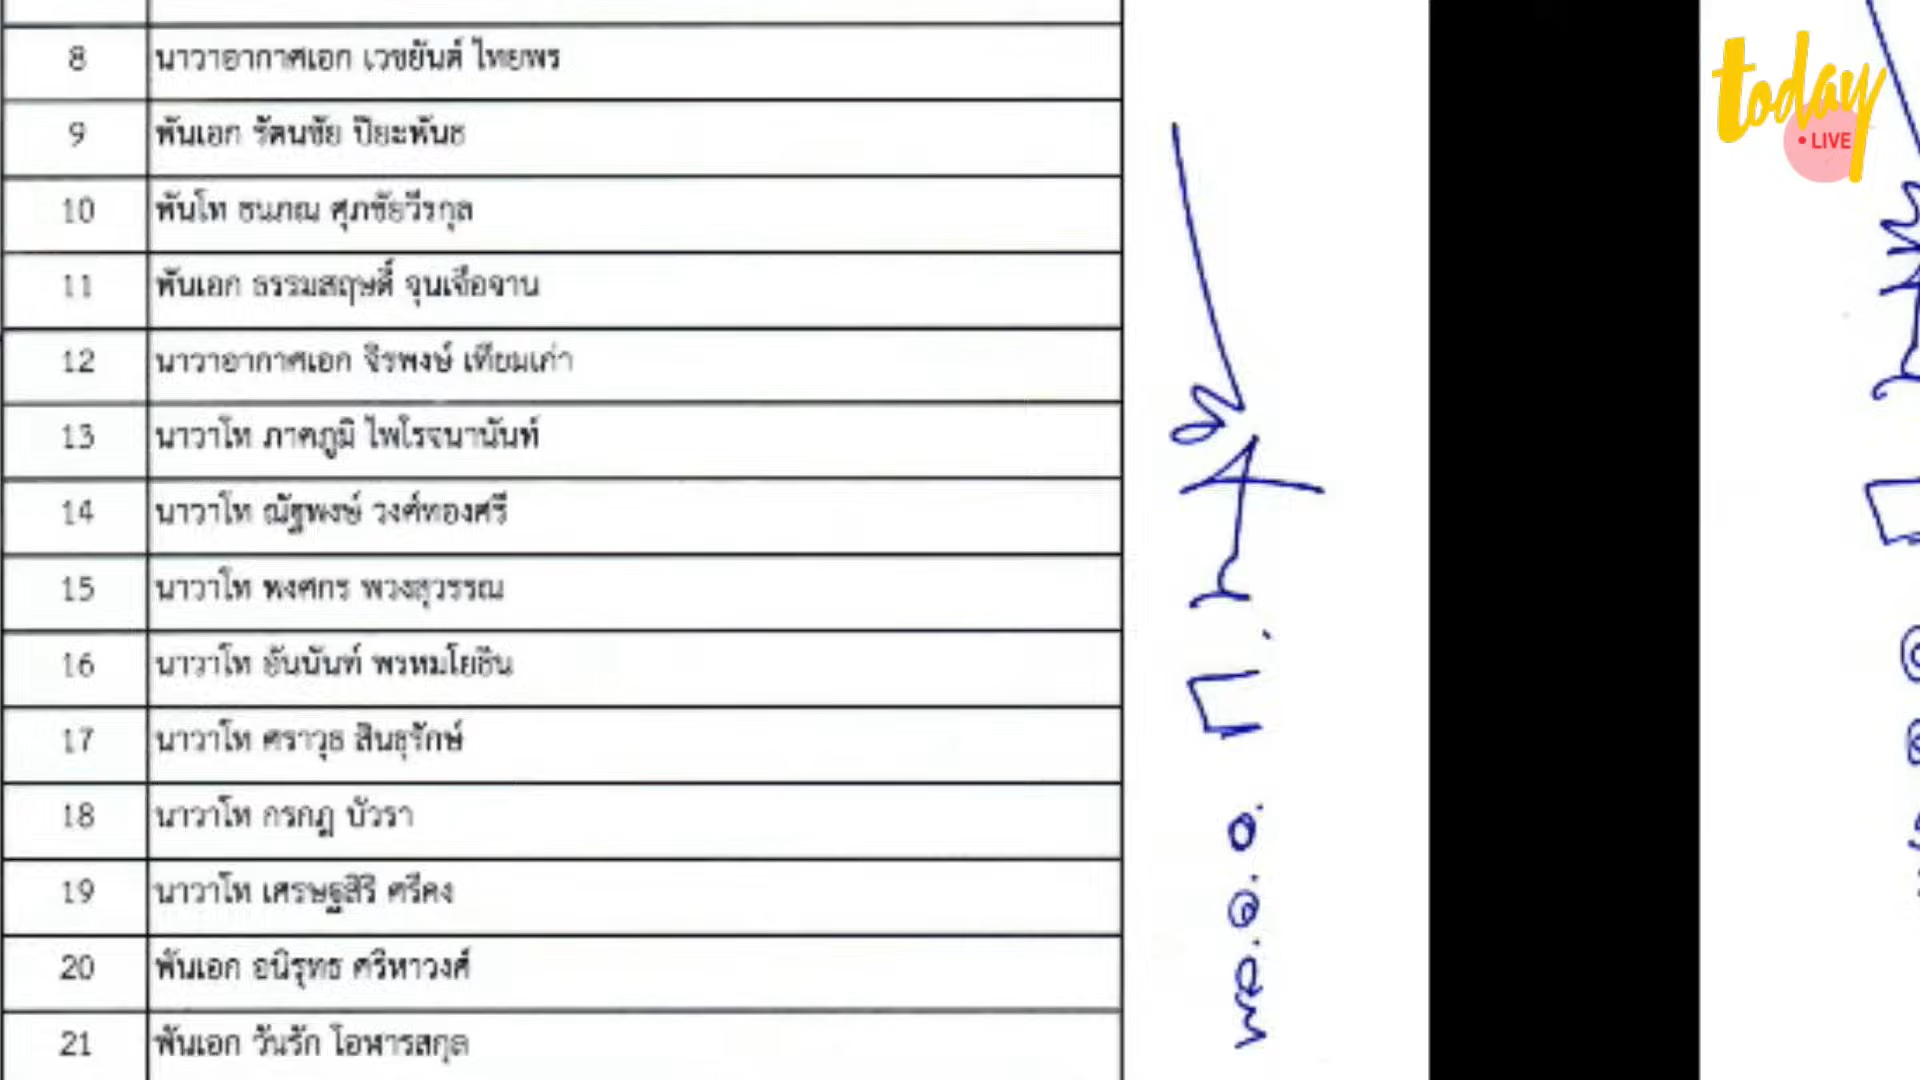 8 นาวาอากาศเอก เวชยันต์ ไทยพร
9 พันเอก รัตนชัย ปิยะพันธ
10 พันโท ธนภณ ศุภชัยวีรกุล
11 พันเอก ธรรมสฤษดิ์ จุนเจือจาน
12 นาวาอากาศเอก จิรพงษ์ เทียมเก่า
13 นาวาโท ภาคภูมิ ไพโรจนานันท์
14 นาวาโท ณัฐพงษ์ วงศ์ทองศรี
15 นาวาโท พงศกร พวงสุวรรณ
16 นาวาโท อันนันท์ พรหมโยธิน
17 นาวาโท ศราวุธ สินธุรักษ์
18 นาวาโท กรกฎ บัวรา
19 นาวาโท เศรษฐสิริ ศรีคง
20 พันเอก อนิรุทธ ศรีหาวงศ์
21 พันเอก วันรัก โอฬารสกุล
today
LIVE